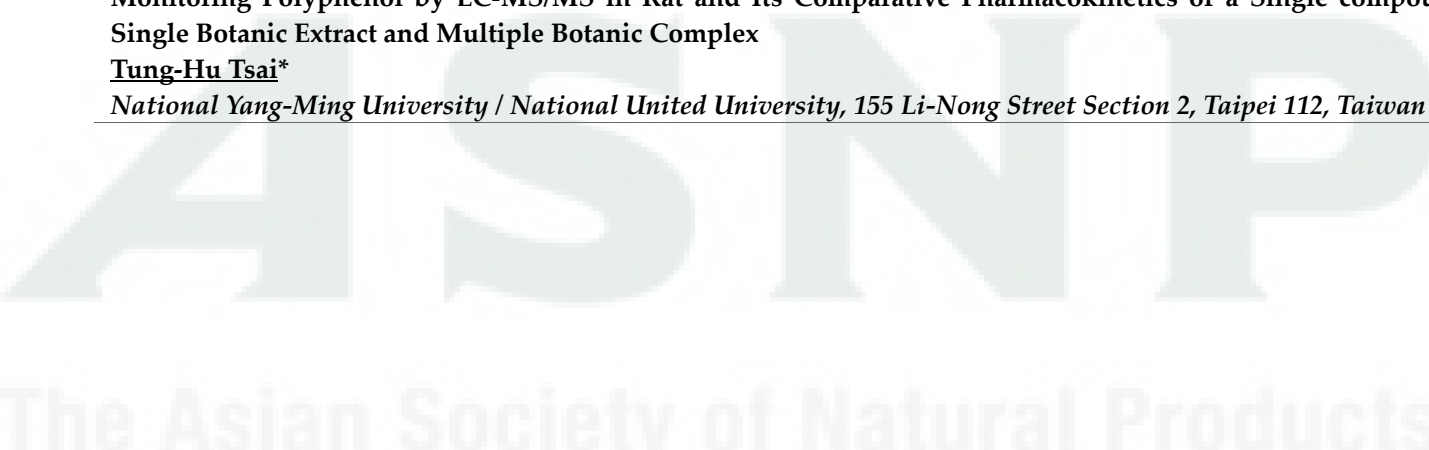 Monitoring Polyphenol by LC-MS/MS in Rat and Its Comparative Pharmacokinetics of a Single
Single Botanic Extract and Multiple Botanic Complex
Tung-Hu Tsai*
National Yang-Ming University / National United University, 155 Li-Nong Street Section 2, Taipei 112, Taiwan
ASNP
The Asian Society of Natural Products